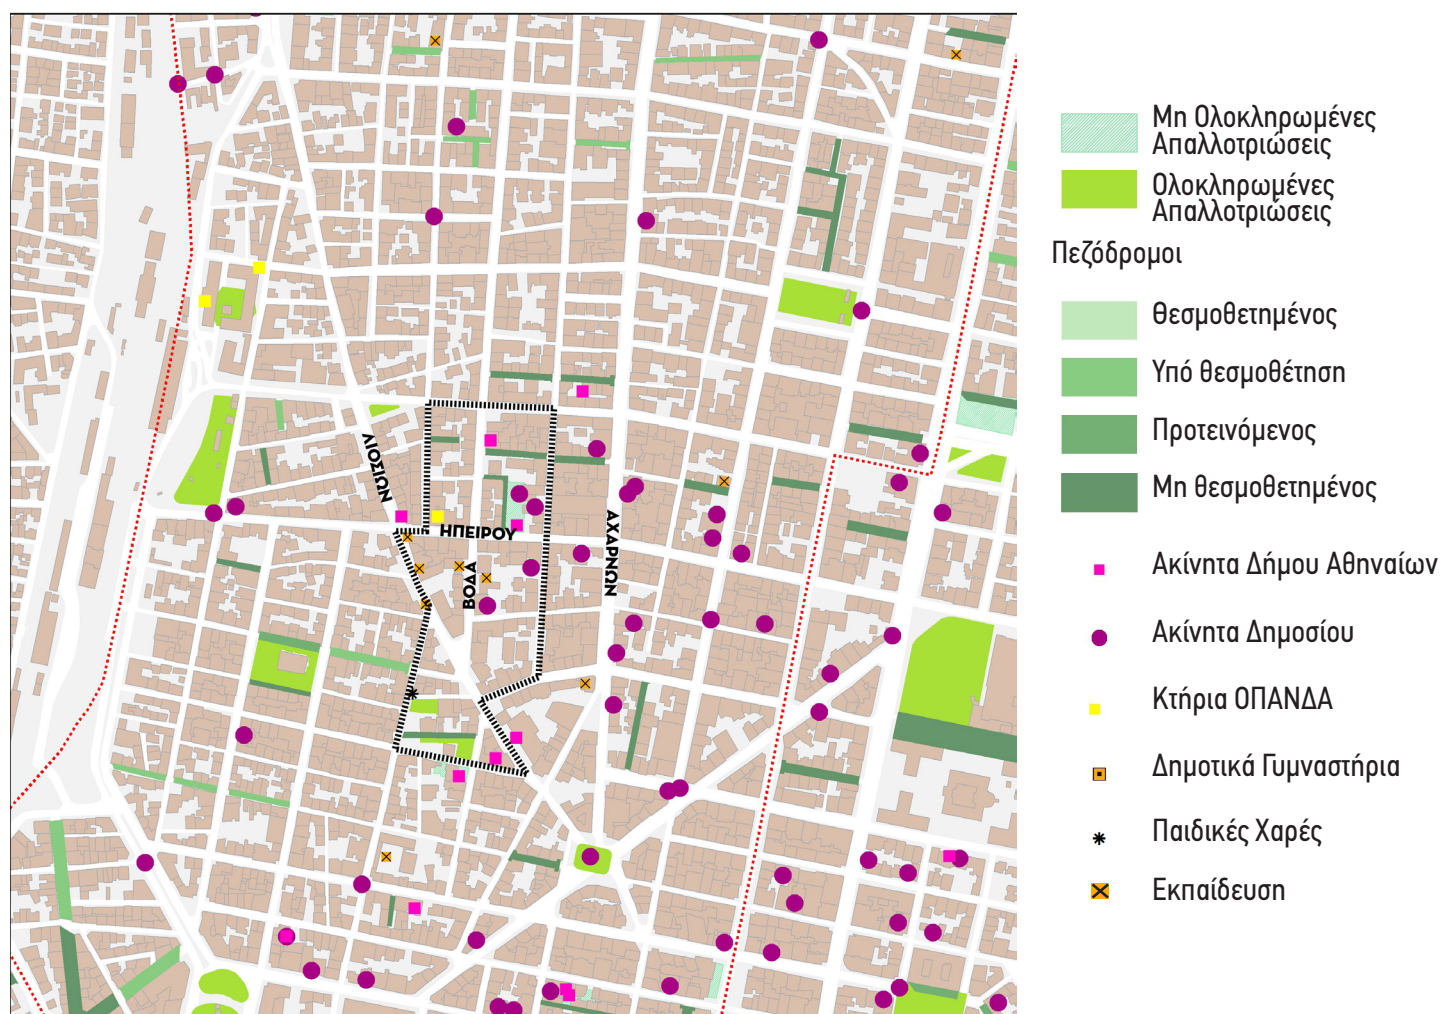 ΛΙΟΣΙΩΝ
ΗΠΕΙΡΟΥ
ΒΟΔΑ
ΑΧΑΡΝΩΝ
Μη Ολοκληρωμένες
Απαλλοτριώσεις
Ολοκληρωμένες
Απαλλοτριώσεις
Πεζόδρομοι
Θεσμοθετημένος
Υπό θεσμοθέτηση
Προτεινόμενος
Μη θεσμοθετημένος
Ακίνητα Δήμου Αθηναίων
Ακίνητα Δημοσίου
Κτήρια ΟΠΑΝΔΑ
Δημοτικά Γυμναστήρια
Παιδικές Χαρές
Εκπαίδευση